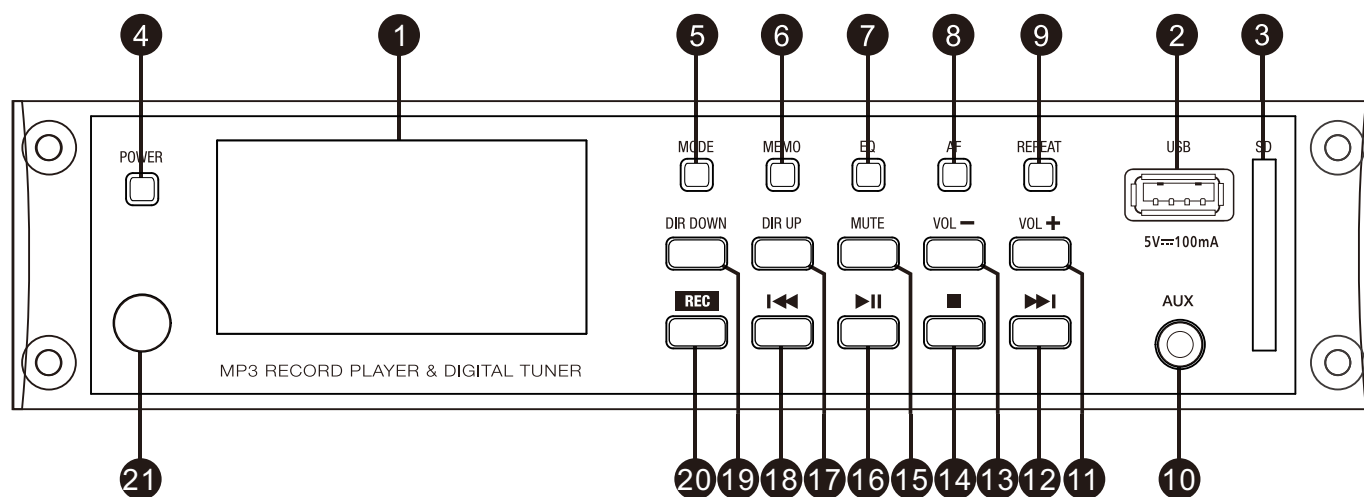 4 1 5 6 7 8 9 2 3
POWER MODE MEMO EQ AF REPEAT USB SD
DIR DOWN DIR UP MUTE VOL − VOL +
5V⎓100mA
REC AUX
MP3 RECORD PLAYER & DIGITAL TUNER
21 20 19 18 17 16 15 14 13 12 11 10